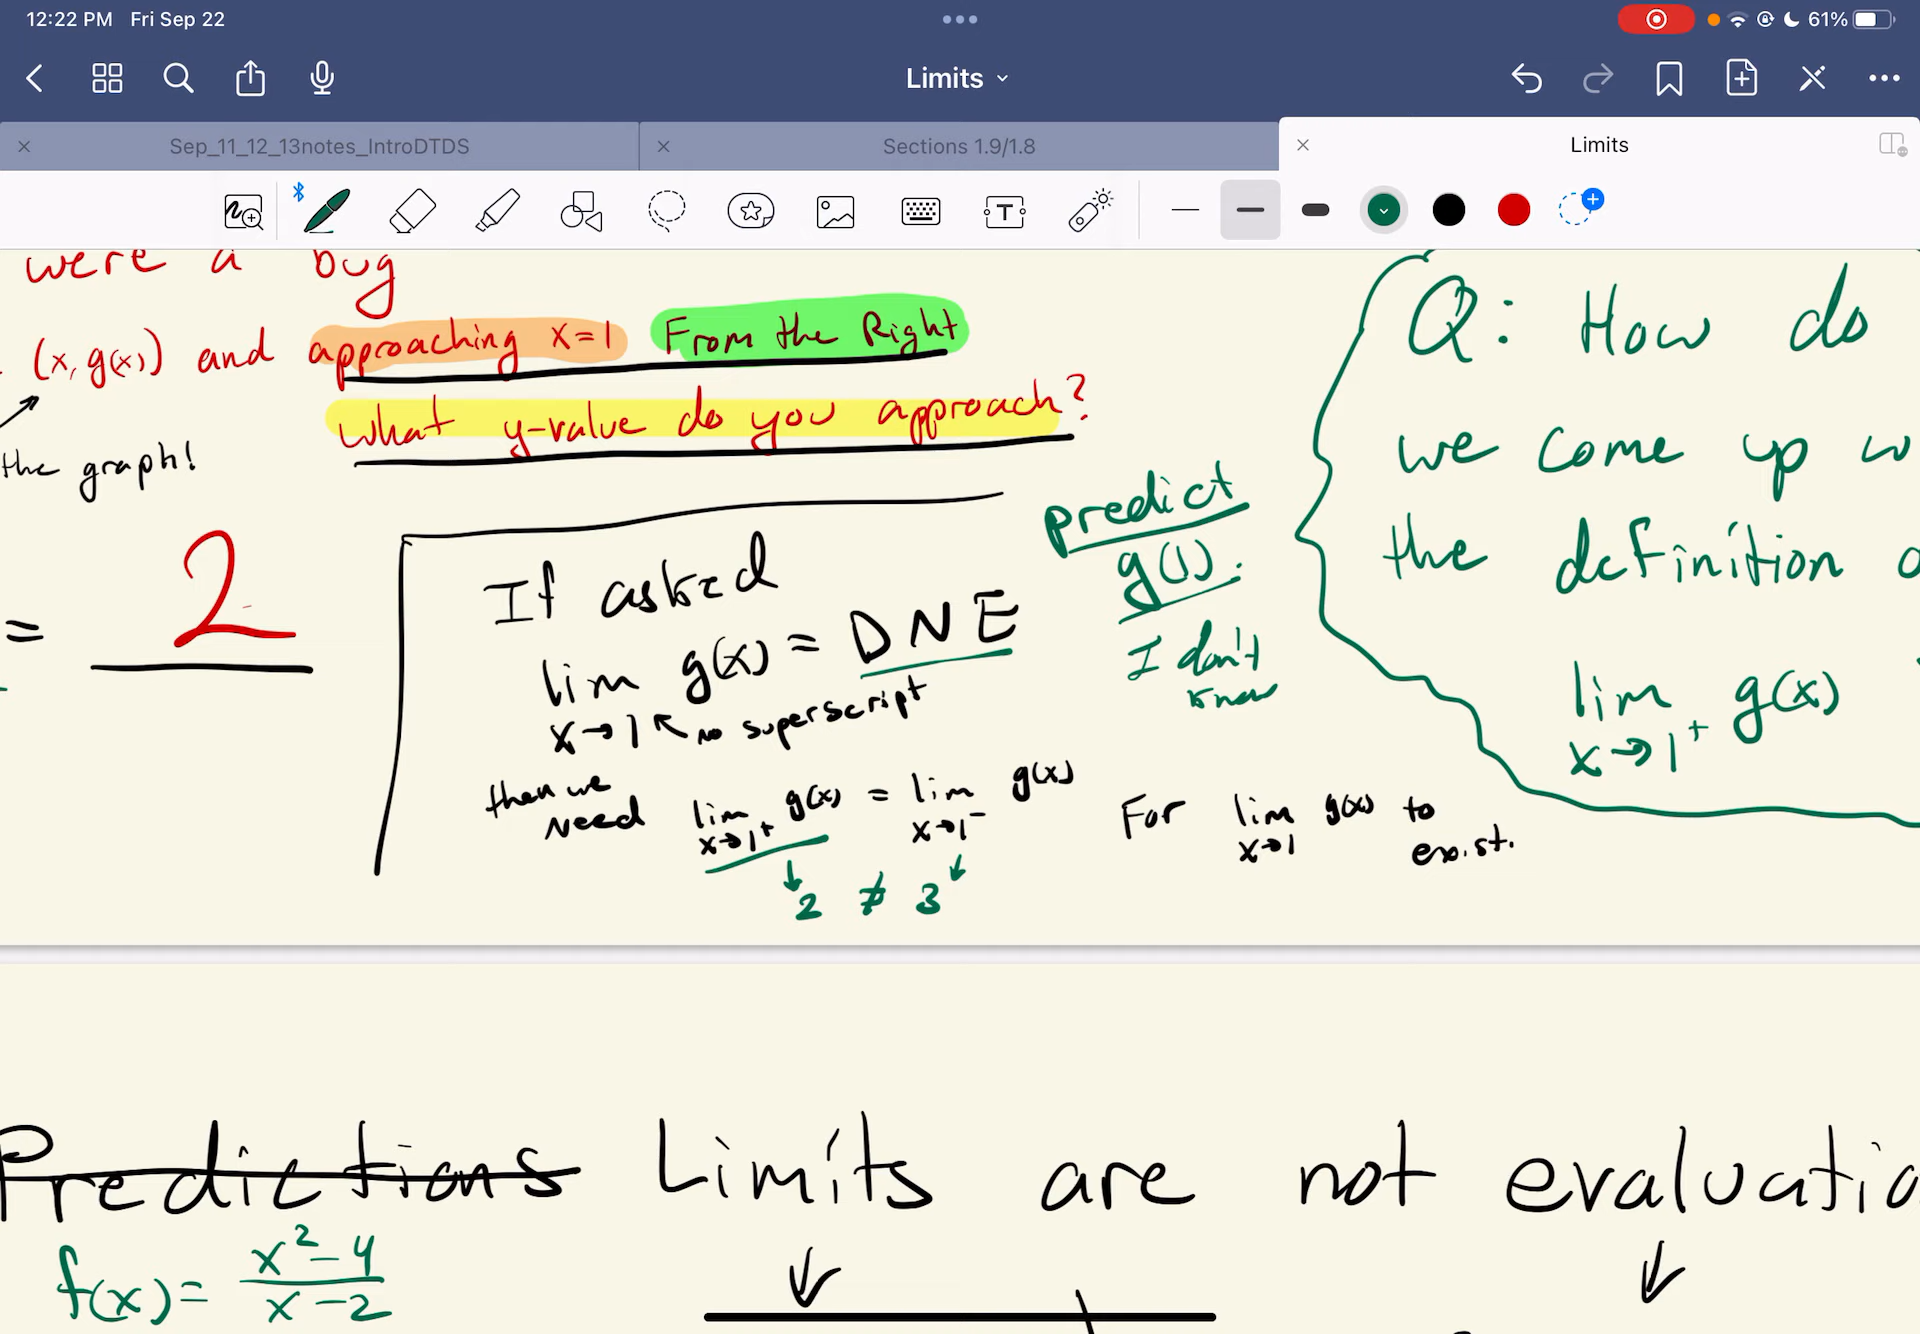 12:22 PM Fri Sep 22
61%
Limits
Sep_11_12_13notes_IntroDTDS
Sections 1.9/1.8
Limits
were a bug
(x, g(x)) and approaching x=1 From the Right
What y-value do you approach?
the graph!
= 2
If asked
lim g(x) = DNE
x→1 ↖ no superscript
then we
need lim g(x) = lim g(x)
x→1⁺ x→1⁻
↓ ↓
2 ≠ 3
For lim g(x) to
x→1 exist.
predict
g(1).
I don't
know
Q: How do
we come up w
the definition o
lim g(x)
x→1⁺
Predictions Limits are not evaluatio
↓ ↓
f(x) = x²-4
x-2